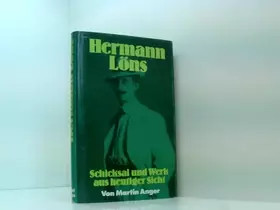 Hermann
Löns
Schicksal und Werk
aus heutiger Sicht
Von Martin Anger